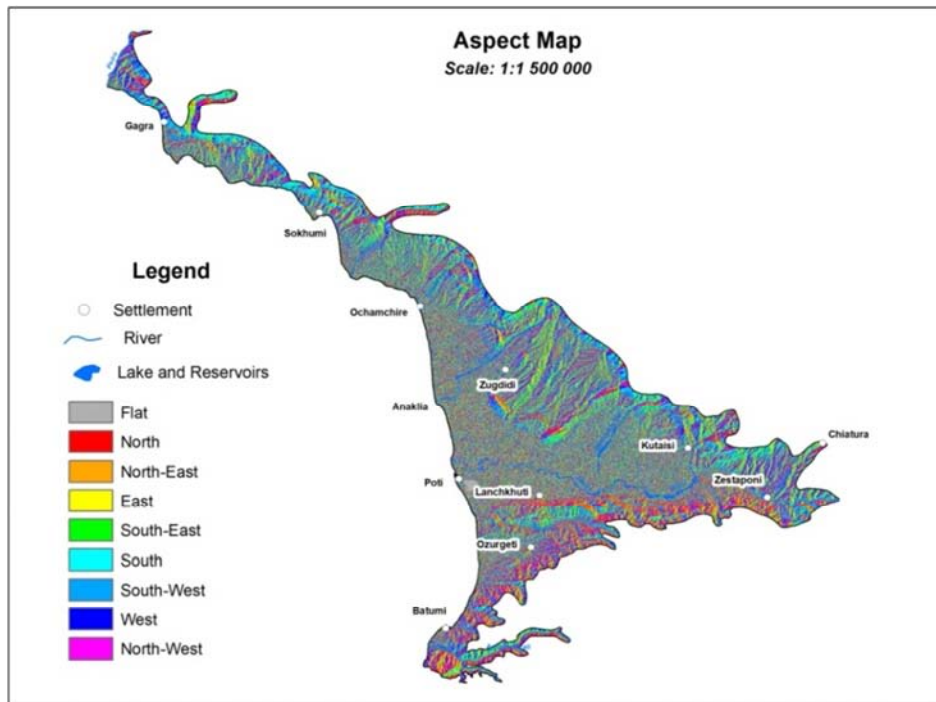 Aspect Map
Scale: 1:1 500 000
Gagra
Sokhumi
Legend
Settlement
River
Lake and Reservoirs
Flat
North
North-East
East
South-East
South
South-West
West
North-West
Ochamchire
Zugdidi
Anaklia
Kutaisi
Chiatura
Poti
Lanchkhuti
Zestaponi
Ozurgeti
Batumi